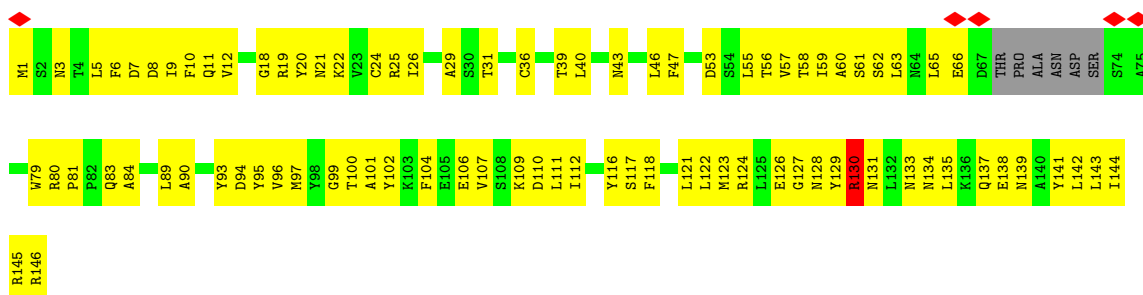 M1 S2 N3 T4 L5 F6 D7 D8 I9 F10 Q11 V12 G18 R19 Y20 N21 K22 V23 C24 R25 I26 A29 S30 T31 C36 T39 L40 N43 L46 F47 D53 S54 L55 T56 V57 T58 I59 A60 S61 S62 L63 N64 L65 E66 D67 THR PRO ALA ASN ASP SER S74 A75
W79 R80 P81 P82 Q83 A84 L89 A90 Y93 D94 Y95 V96 M97 Y98 G99 T100 A101 Y102 K103 F104 E105 E106 V107 S108 K109 D110 L111 I112 Y116 S117 F118 L121 L122 M123 R124 L125 E126 G127 N128 Y129 R130 N131 L132 N133 N134 L135 K136 Q137 E138 N139 A140 Y141 L142 L143 I144
R145 R146